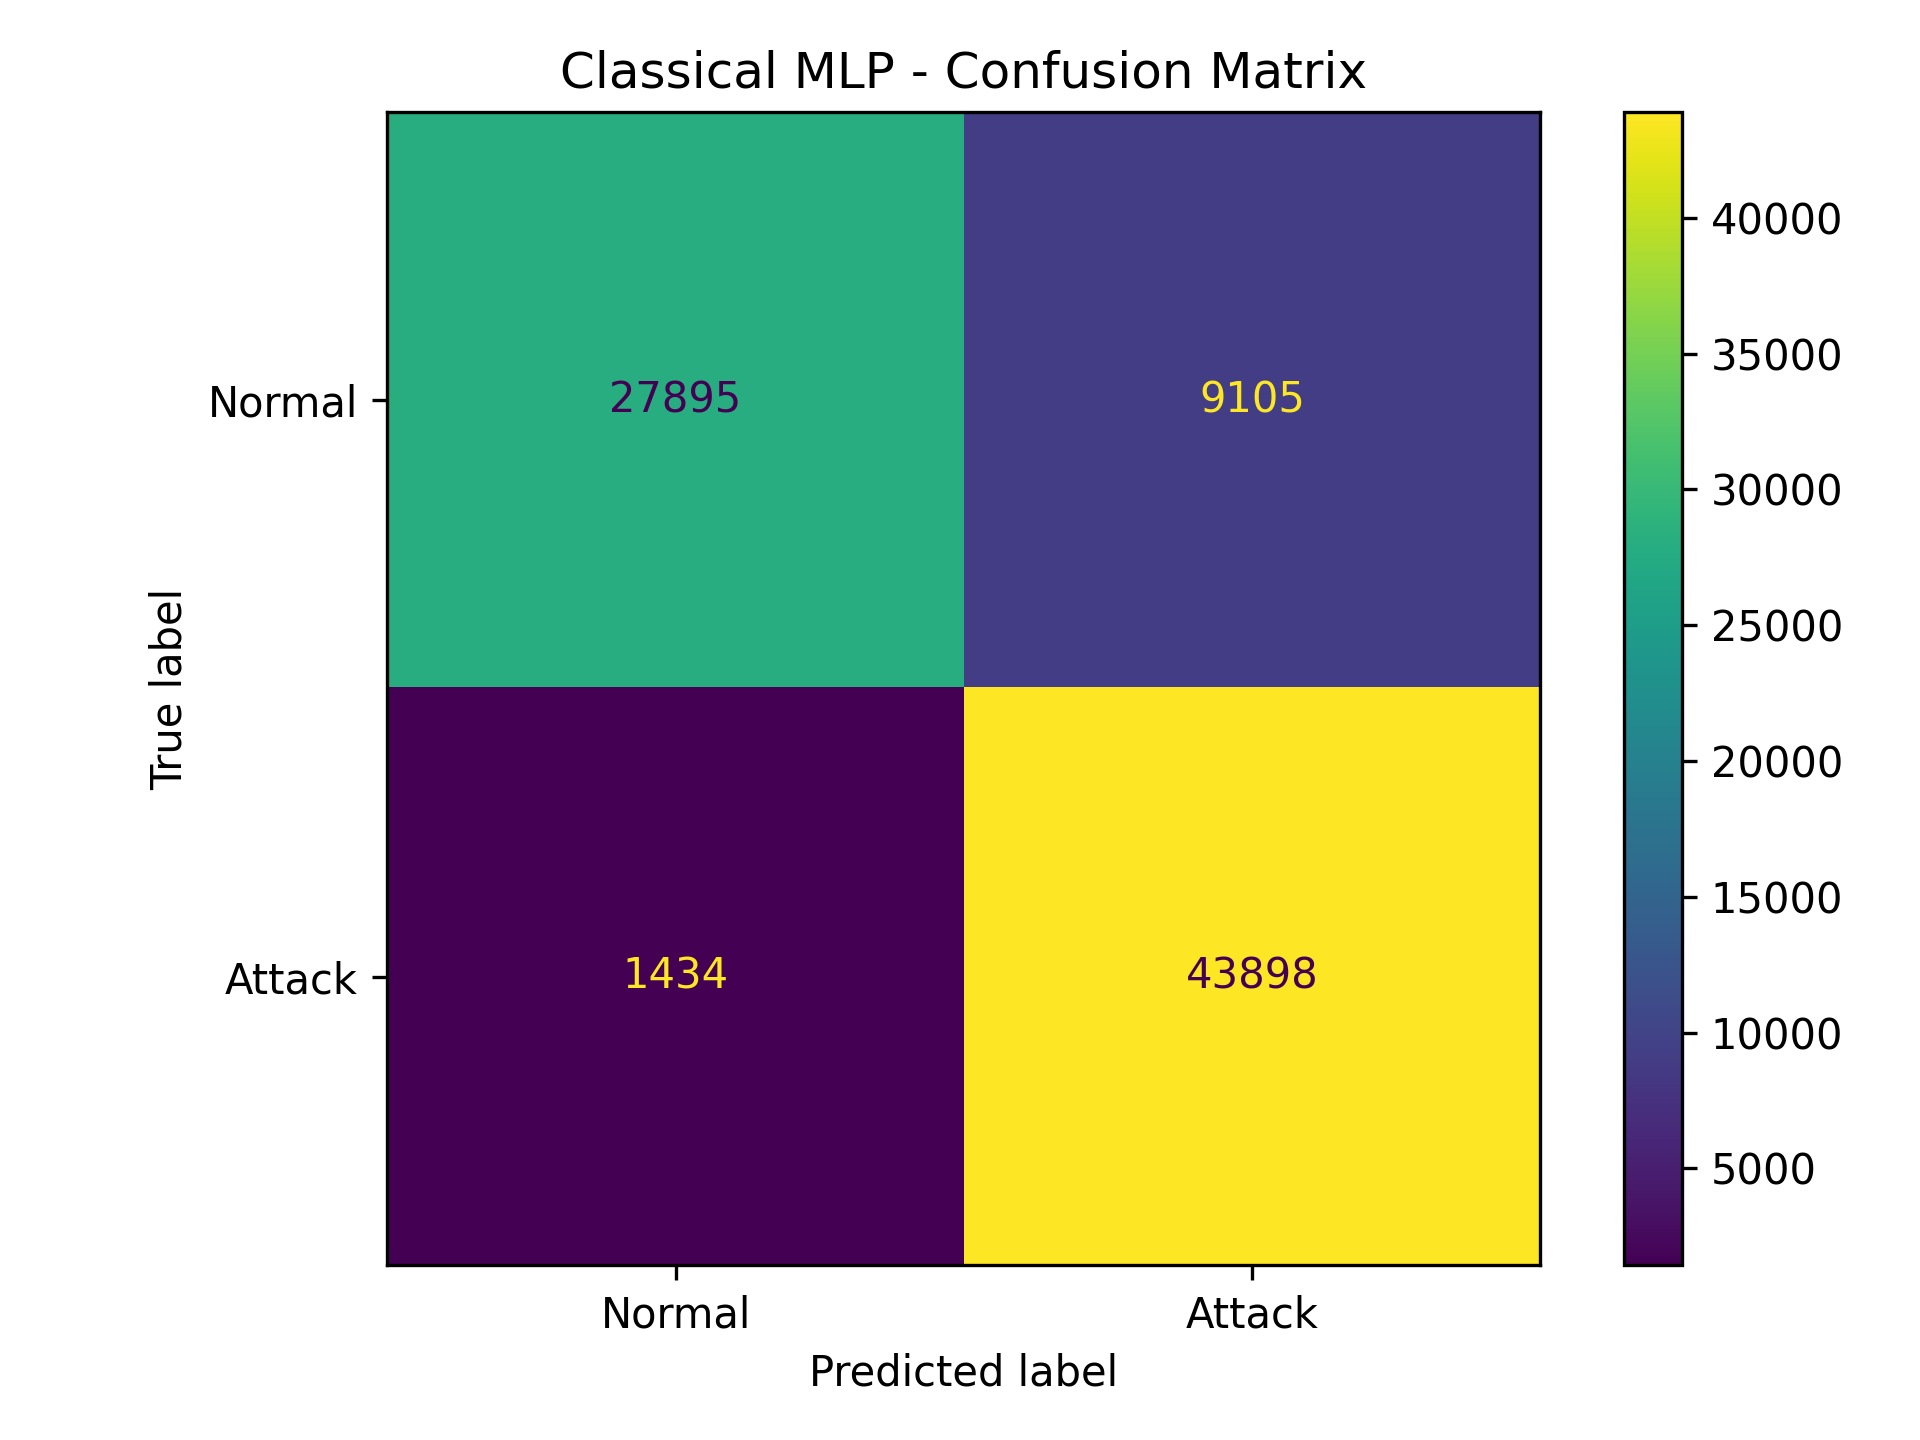 Classical MLP - Confusion Matrix
True label
Normal
Attack
27895
9105
1434
43898
Normal
Attack
Predicted label
40000
35000
30000
25000
20000
15000
10000
5000